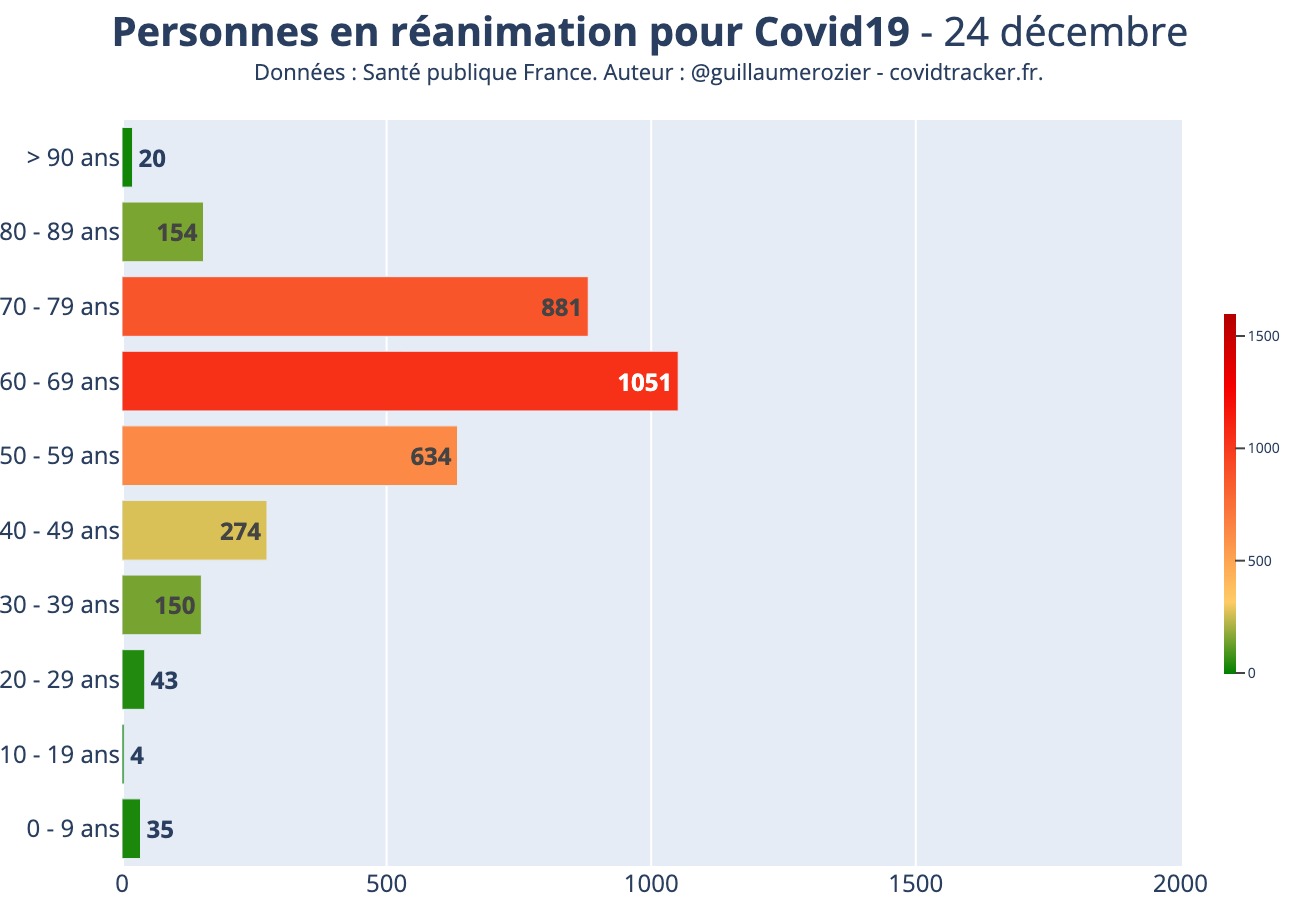 Personnes en réanimation pour Covid19 - 24 décembre
Données : Santé publique France. Auteur : @guillaumerozier - covidtracker.fr.
> 90 ans 20
80 - 89 ans 154
70 - 79 ans 881
60 - 69 ans 1051
50 - 59 ans 634
40 - 49 ans 274
30 - 39 ans 150
20 - 29 ans 43
10 - 19 ans 4
0 - 9 ans 35
0 500 1000 1500 2000
1500
1000
500
0